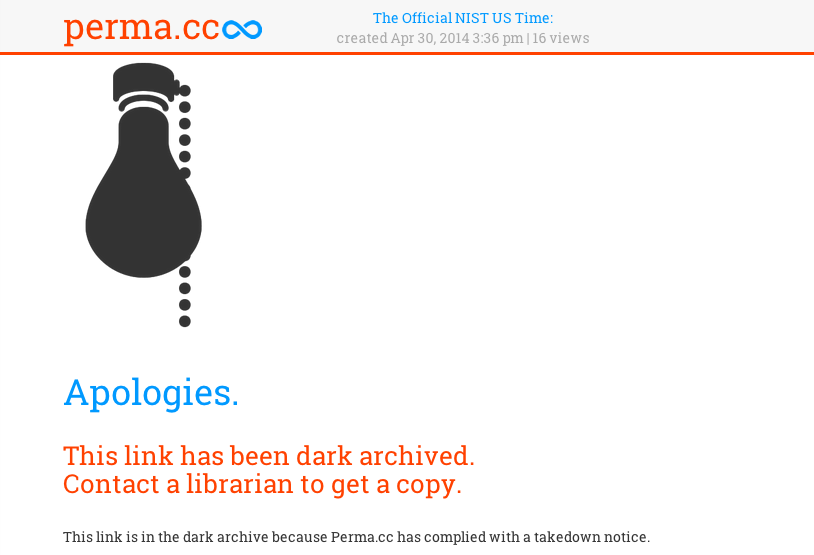 perma.cc
The Official NIST US Time:
created Apr 30, 2014 3:36 pm | 16 views
Apologies.
This link has been dark archived.
Contact a librarian to get a copy.
This link is in the dark archive because Perma.cc has complied with a takedown notice.